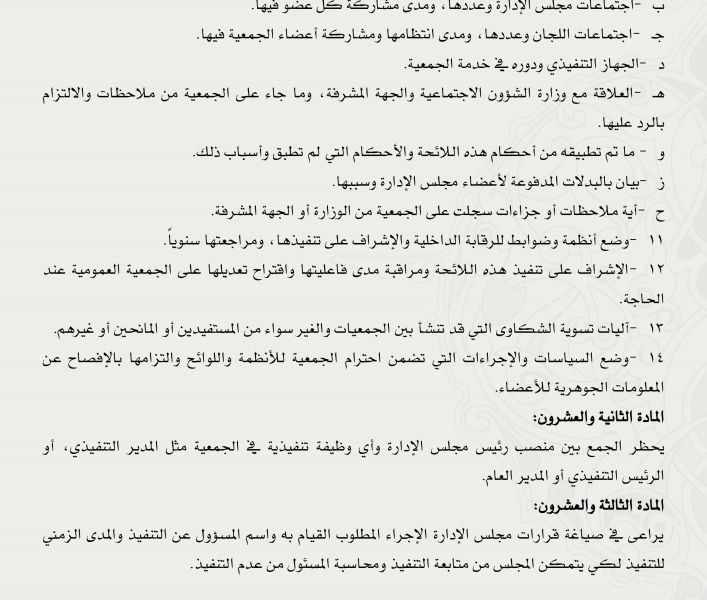 ب -اجتماعات مجلس الإدارة وعددها، ومدى مشاركة كل عضو فيها.
جـ -اجتماعات اللجان وعددها، ومدى انتظامها ومشاركة أعضاء الجمعية فيها.
د -الجهاز التنفيذي ودوره في خدمة الجمعية.
هـ -العلاقة مع وزارة الشؤون الاجتماعية والجهة المشرفة، وما جاء على الجمعية من ملاحظات والالتزام
بالرد عليها.
و - ما تم تطبيقه من أحكام هذه اللائحة والأحكام التي لم تطبق وأسباب ذلك.
ز -بيان بالبدلات المدفوعة لأعضاء مجلس الإدارة وسببها.
ح -أية ملاحظات أو جزاءات سجلت على الجمعية من الوزارة أو الجهة المشرفة.
١١ -وضع أنظمة وضوابط للرقابة الداخلية والإشراف على تنفيذها، ومراجعتها سنوياً.
١٢ -الإشراف على تنفيذ هذه اللائحة ومراقبة مدى فاعليتها واقتراح تعديلها على الجمعية العمومية عند
الحاجة.
١٣ -آليات تسوية الشكاوى التي قد تنشأ بين الجمعيات والغير سواء من المستفيدين أو المانحين أو غيرهم.
١٤ -وضع السياسات والإجراءات التي تضمن احترام الجمعية للأنظمة واللوائح والتزامها بالإفصاح عن
المعلومات الجوهرية للأعضاء.
المادة الثانية والعشرون:
يحظر الجمع بين منصب رئيس مجلس الإدارة وأي وظيفة تنفيذية في الجمعية مثل المدير التنفيذي، أو
الرئيس التنفيذي أو المدير العام.
المادة الثالثة والعشرون:
يراعى في صياغة قرارات مجلس الإدارة الإجراء المطلوب القيام به واسم المسؤول عن التنفيذ والمدى الزمني
للتنفيذ لكي يتمكن المجلس من متابعة التنفيذ ومحاسبة المسئول من عدم التنفيذ.